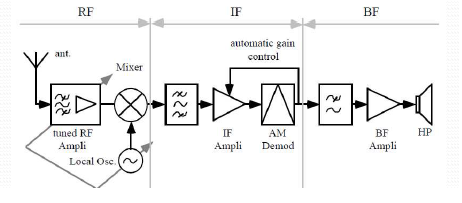 RF IF BF
ant.
automatic gain
control
Mixer
tuned RF
Ampli
IF
Ampli
AM
Demod
BF
Ampli
HP
Local Osc.